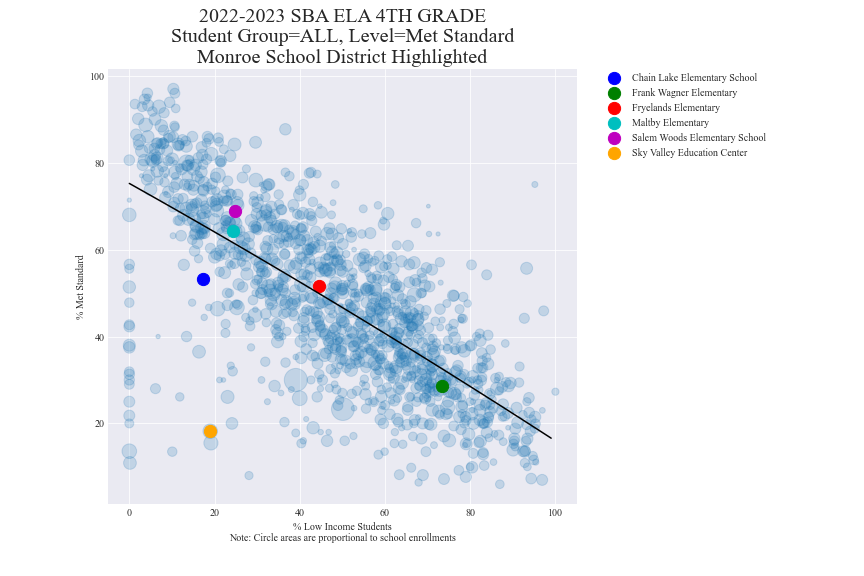 2022-2023 SBA ELA 4TH GRADE
Student Group=ALL, Level=Met Standard
Monroe School District Highlighted
100
80
60
40
20
% Met Standard
0
20
40
60
80
100
% Low Income Students
Note: Circle areas are proportional to school enrollments
Chain Lake Elementary School
Frank Wagner Elementary
Fryelands Elementary
Maltby Elementary
Salem Woods Elementary School
Sky Valley Education Center